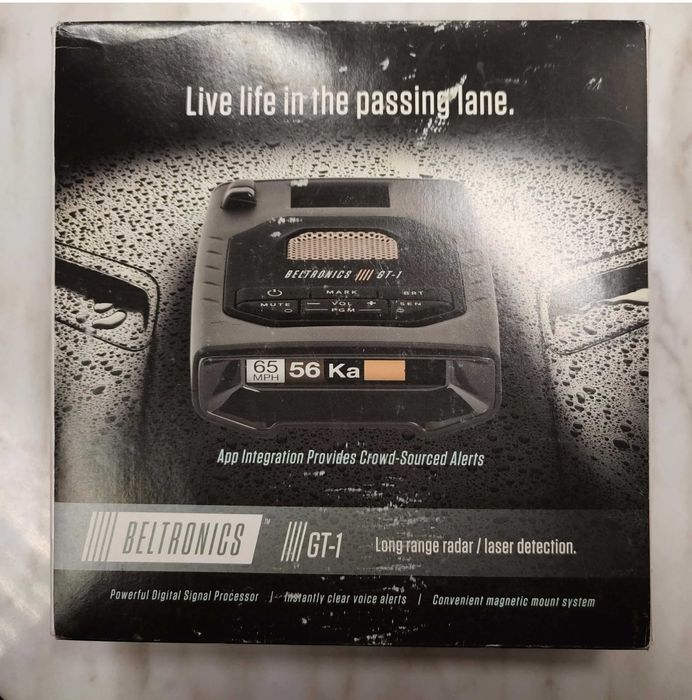 Live life in the passing lane.
BELTRONICS GT-1
MARK BRT
MUTE — VOL + SEN
PGM
65 MPH 56 Ka
App Integration Provides Crowd-Sourced Alerts
BELTRONICS™ GT-1 Long range radar / laser detection.
Powerful Digital Signal Processor | Instantly clear voice alerts | Convenient magnetic mount system